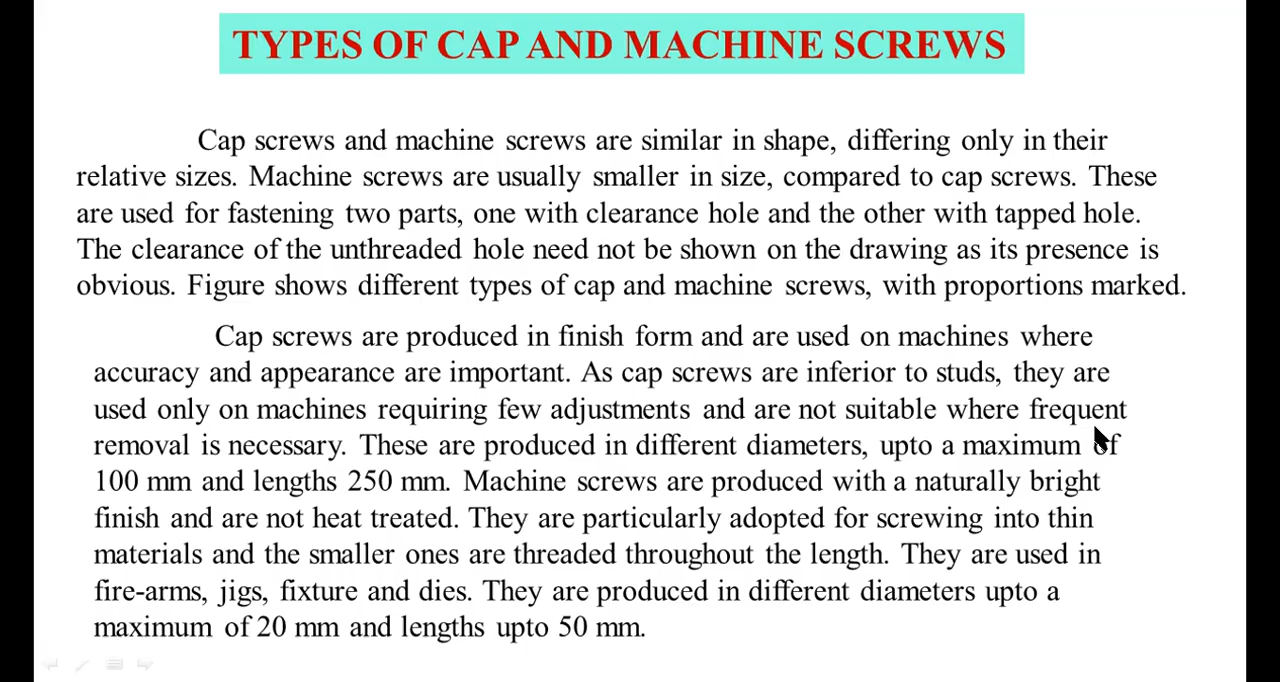 TYPES OF CAP AND MACHINE SCREWS
Cap screws and machine screws are similar in shape, differing only in their
relative sizes. Machine screws are usually smaller in size, compared to cap screws. These
are used for fastening two parts, one with clearance hole and the other with tapped hole.
The clearance of the unthreaded hole need not be shown on the drawing as its presence is
obvious. Figure shows different types of cap and machine screws, with proportions marked.
Cap screws are produced in finish form and are used on machines where
accuracy and appearance are important. As cap screws are inferior to studs, they are
used only on machines requiring few adjustments and are not suitable where frequent
removal is necessary. These are produced in different diameters, upto a maximum of
100 mm and lengths 250 mm. Machine screws are produced with a naturally bright
finish and are not heat treated. They are particularly adopted for screwing into thin
materials and the smaller ones are threaded throughout the length. They are used in
fire-arms, jigs, fixture and dies. They are produced in different diameters upto a
maximum of 20 mm and lengths upto 50 mm.